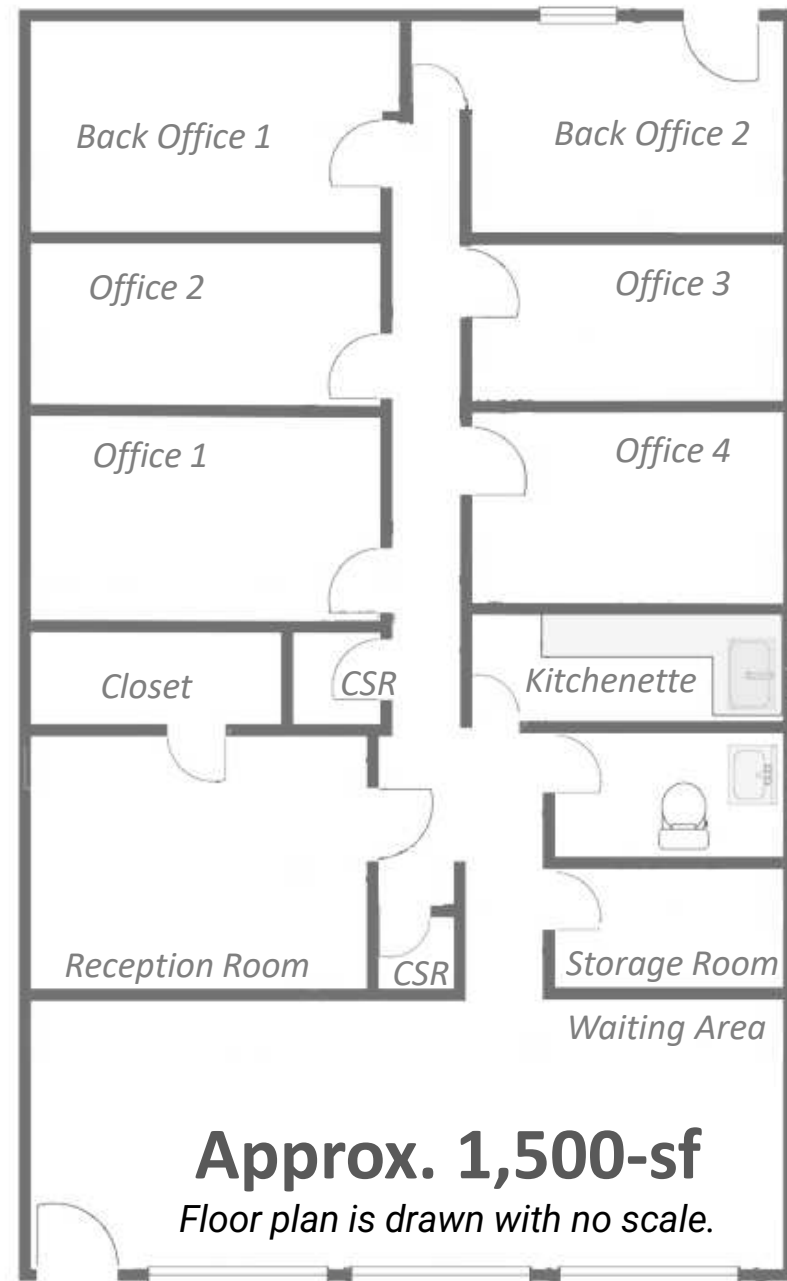 Back Office 1
Back Office 2
Office 2
Office 3
Office 1
Office 4
Closet
CSR
Kitchenette
Reception Room
CSR
Storage Room
Waiting Area
Approx. 1,500-sf
Floor plan is drawn with no scale.